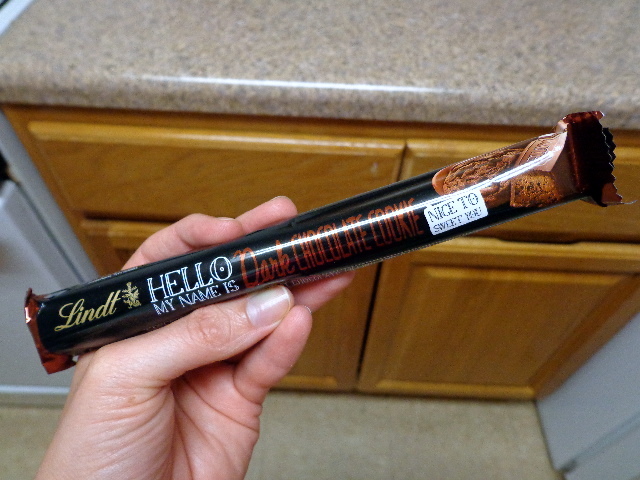 Lindt
HELLO
MY NAME IS
Dark CHOCOLATE COOKIE
NICE TO
SWEET YOU